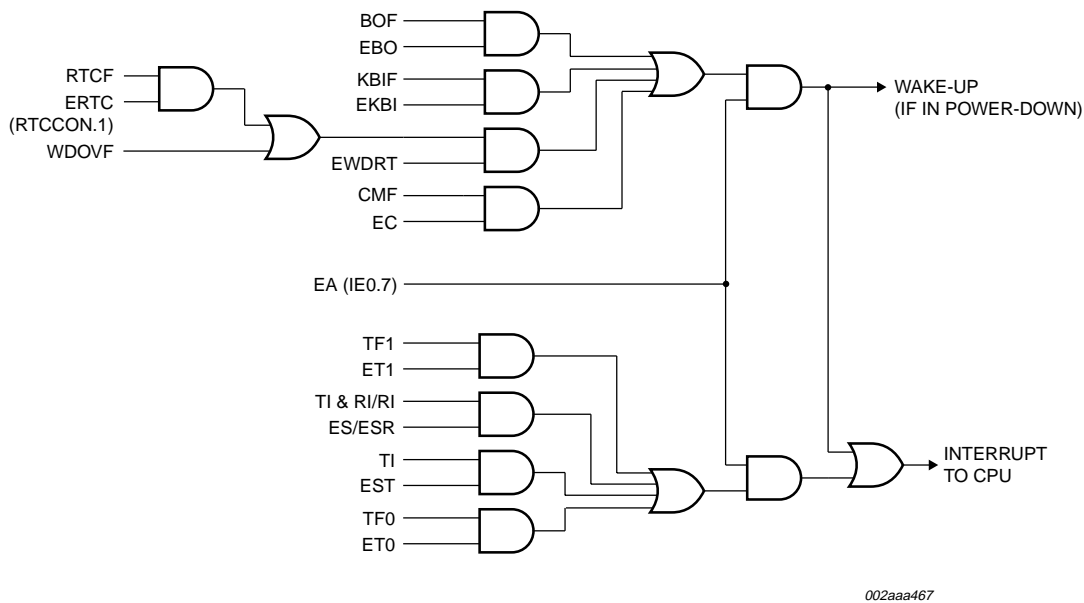 BOF
EBO
RTCF
ERTC
(RTCCON.1)
WDOVF
KBIF
EKBI
EWDRT
CMF
EC
WAKE-UP
(IF IN POWER-DOWN)
EA (IE0.7)
TF1
ET1
TI & RI/RI
ES/ESR
TI
EST
TF0
ET0
INTERRUPT
TO CPU
002aaa467